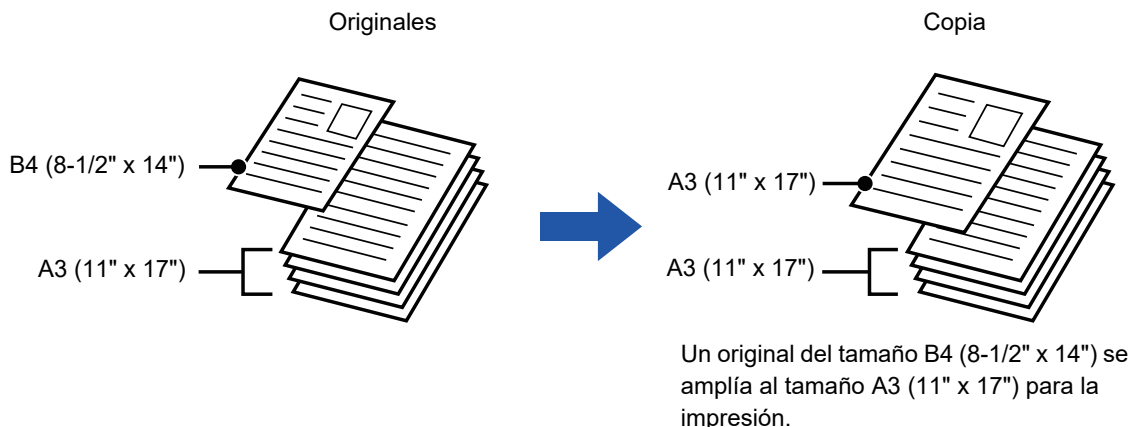 Originales
Copia
B4 (8-1/2" x 14")
A3 (11" x 17")
A3 (11" x 17")
A3 (11" x 17")
Un original del tamaño B4 (8-1/2" x 14") se
amplía al tamaño A3 (11" x 17") para la
impresión.